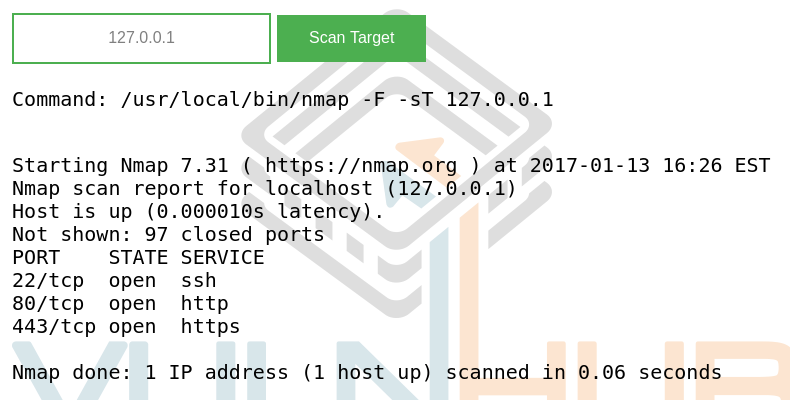 127.0.0.1 Scan Target
Command: /usr/local/bin/nmap -F -sT 127.0.0.1
Starting Nmap 7.31 ( https://nmap.org ) at 2017-01-13 16:26 EST
Nmap scan report for localhost (127.0.0.1)
Host is up (0.000010s latency).
Not shown: 97 closed ports
PORT    STATE SERVICE
22/tcp  open  ssh
80/tcp  open  http
443/tcp open  https
VULNHUB
Nmap done: 1 IP address (1 host up) scanned in 0.06 seconds